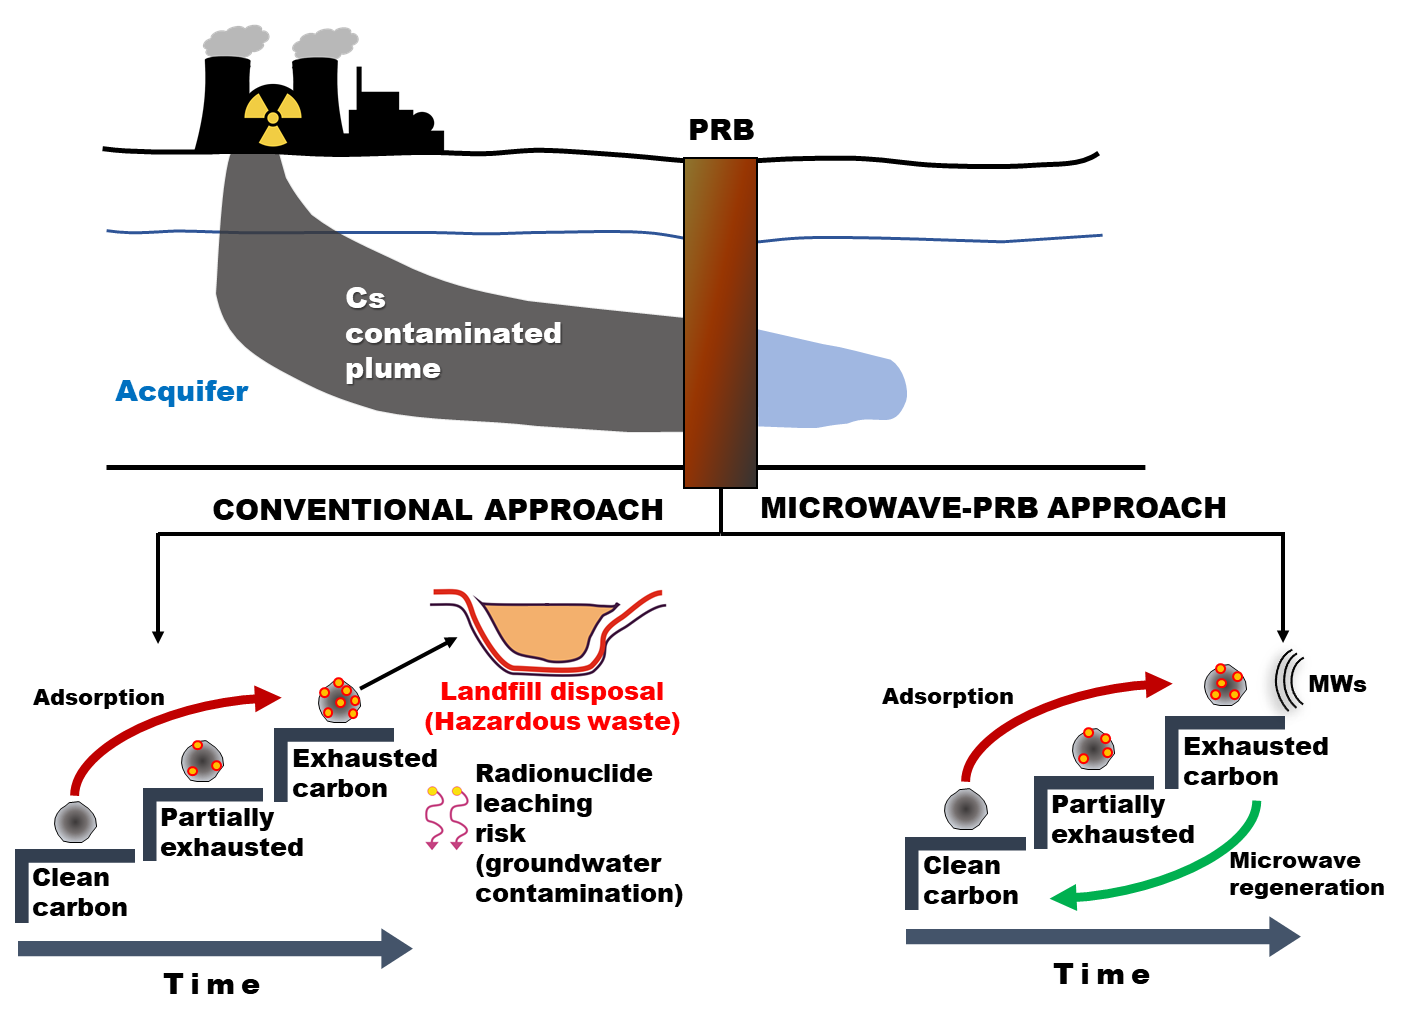 PRB
Cs
contaminated
plume
Acquifer
CONVENTIONAL APPROACH
MICROWAVE-PRB APPROACH
Adsorption
Landfill disposal
(Hazardous waste)
Exhausted
carbon
Partially
exhausted
Clean
carbon
Radionuclide
leaching
risk
(groundwater
contamination)
Time
Adsorption
MWs
Exhausted
carbon
Partially
exhausted
Clean
carbon
Microwave
regeneration
Time